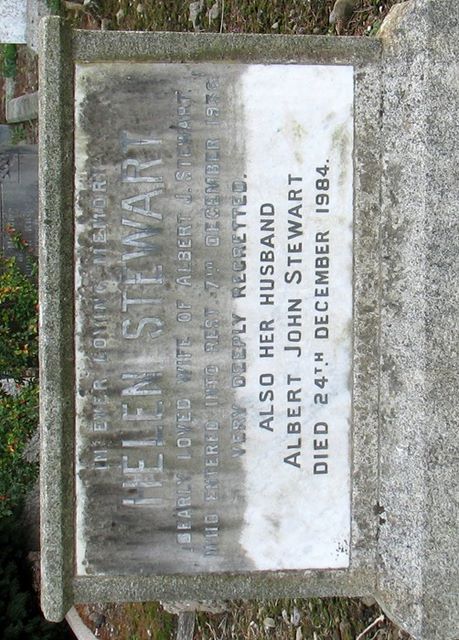 IN EVER LOVING MEMORY
HELEN STEWART
DEARLY LOVED WIFE OF ALBERT J. STEWART.
WHO ENTERED INTO REST 7TH DECEMBER
VERY DEEPLY REGRETTED.
ALSO HER HUSBAND
ALBERT JOHN STEWART
DIED 24TH DECEMBER 1984.